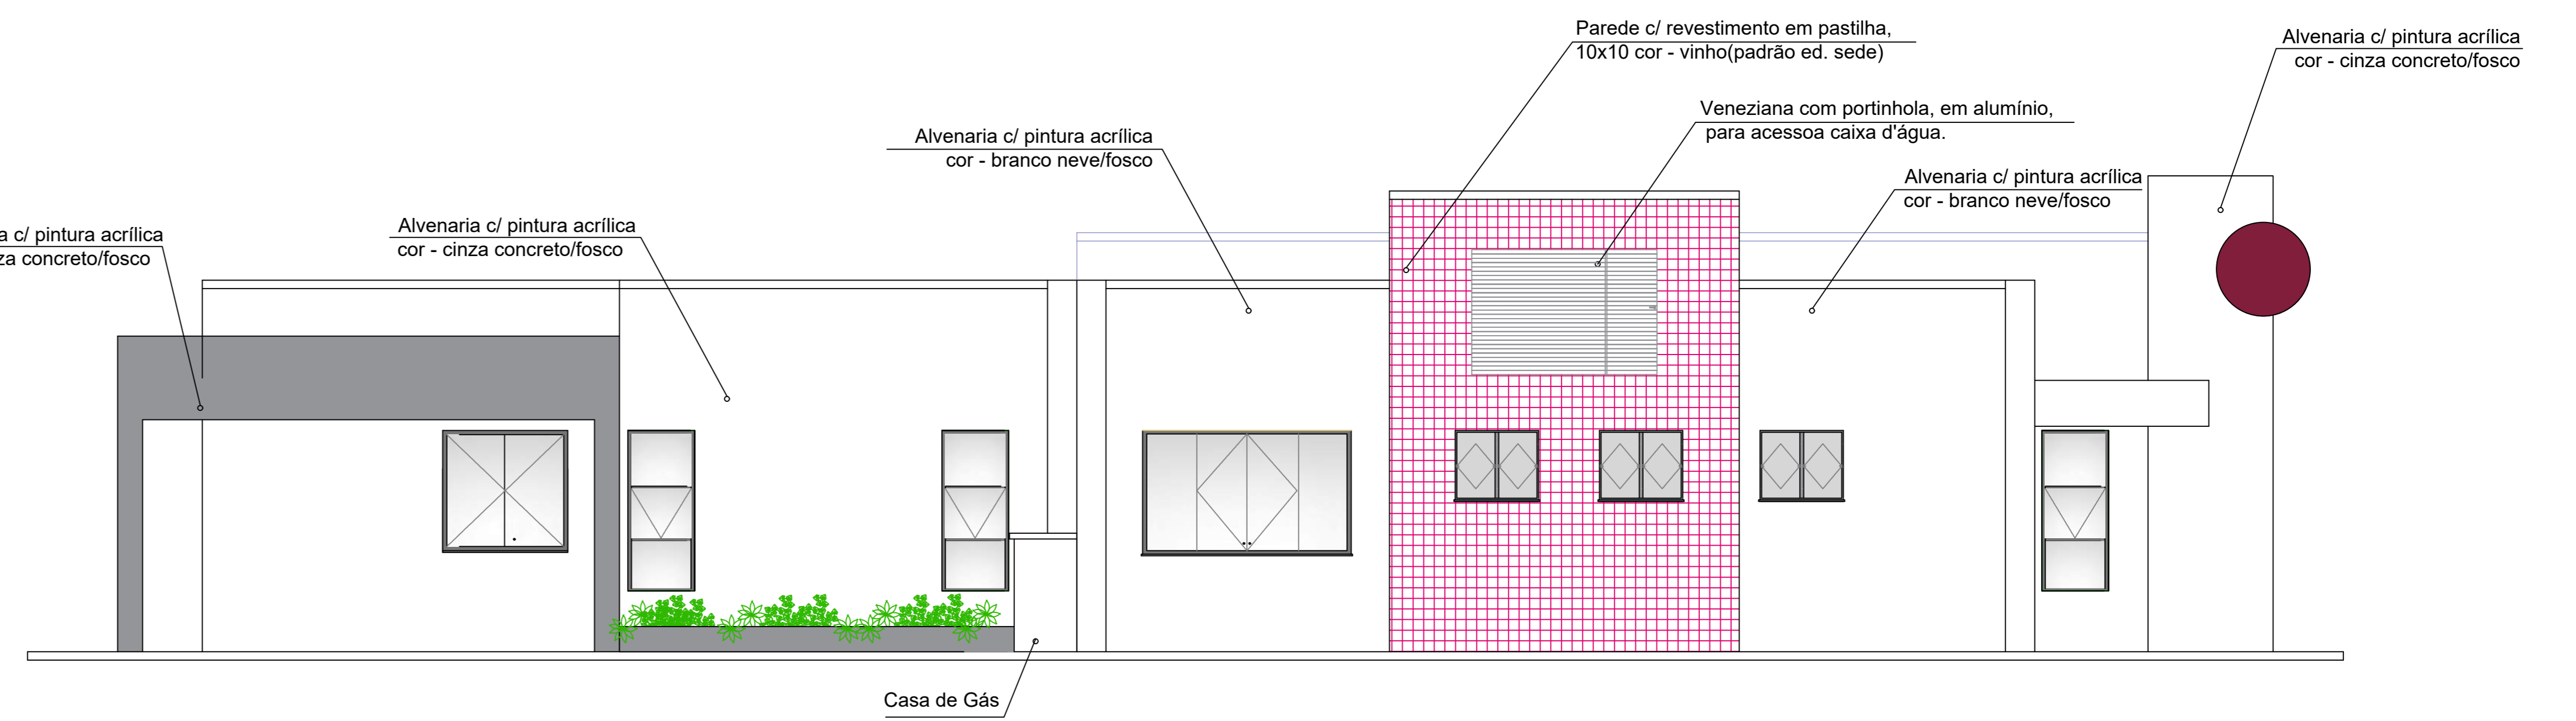 Parede c/ revestimento em pastilha,
10x10 cor - vinho(padrão ed. sede)
Alvenaria c/ pintura acrílica
cor - cinza concreto/fosco
Veneziana com portinhola, em alumínio,
para acessoa caixa d'água.
Alvenaria c/ pintura acrílica
cor - branco neve/fosco
Alvenaria c/ pintura acrílica
cor - branco neve/fosco
Alvenaria c/ pintura acrílica
cor - cinza concreto/fosco
a c/ pintura acrílica
za concreto/fosco
Casa de Gás